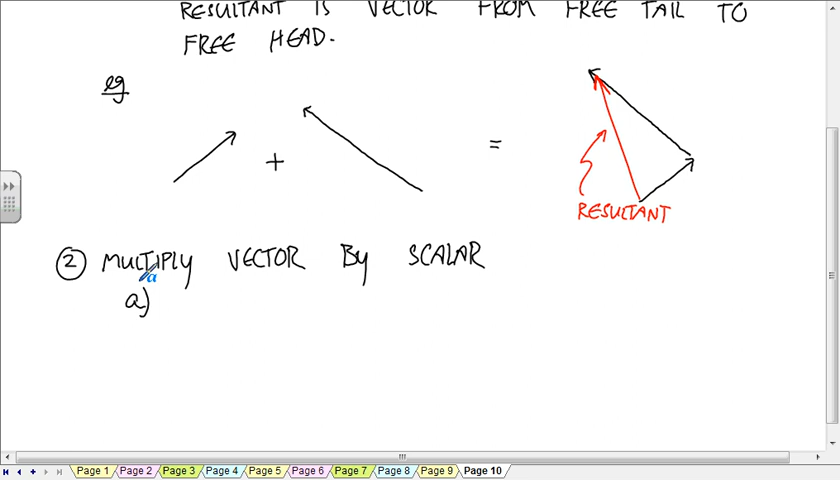 RESULTANT IS VECTOR FROM FREE TAIL TO
FREE HEAD.
eg
+
=
RESULTANT
② MULTIPLY VECTOR BY SCALAR
a)
Page 1 Page 2 Page 3 Page 4 Page 5 Page 6 Page 7 Page 8 Page 9 Page 10